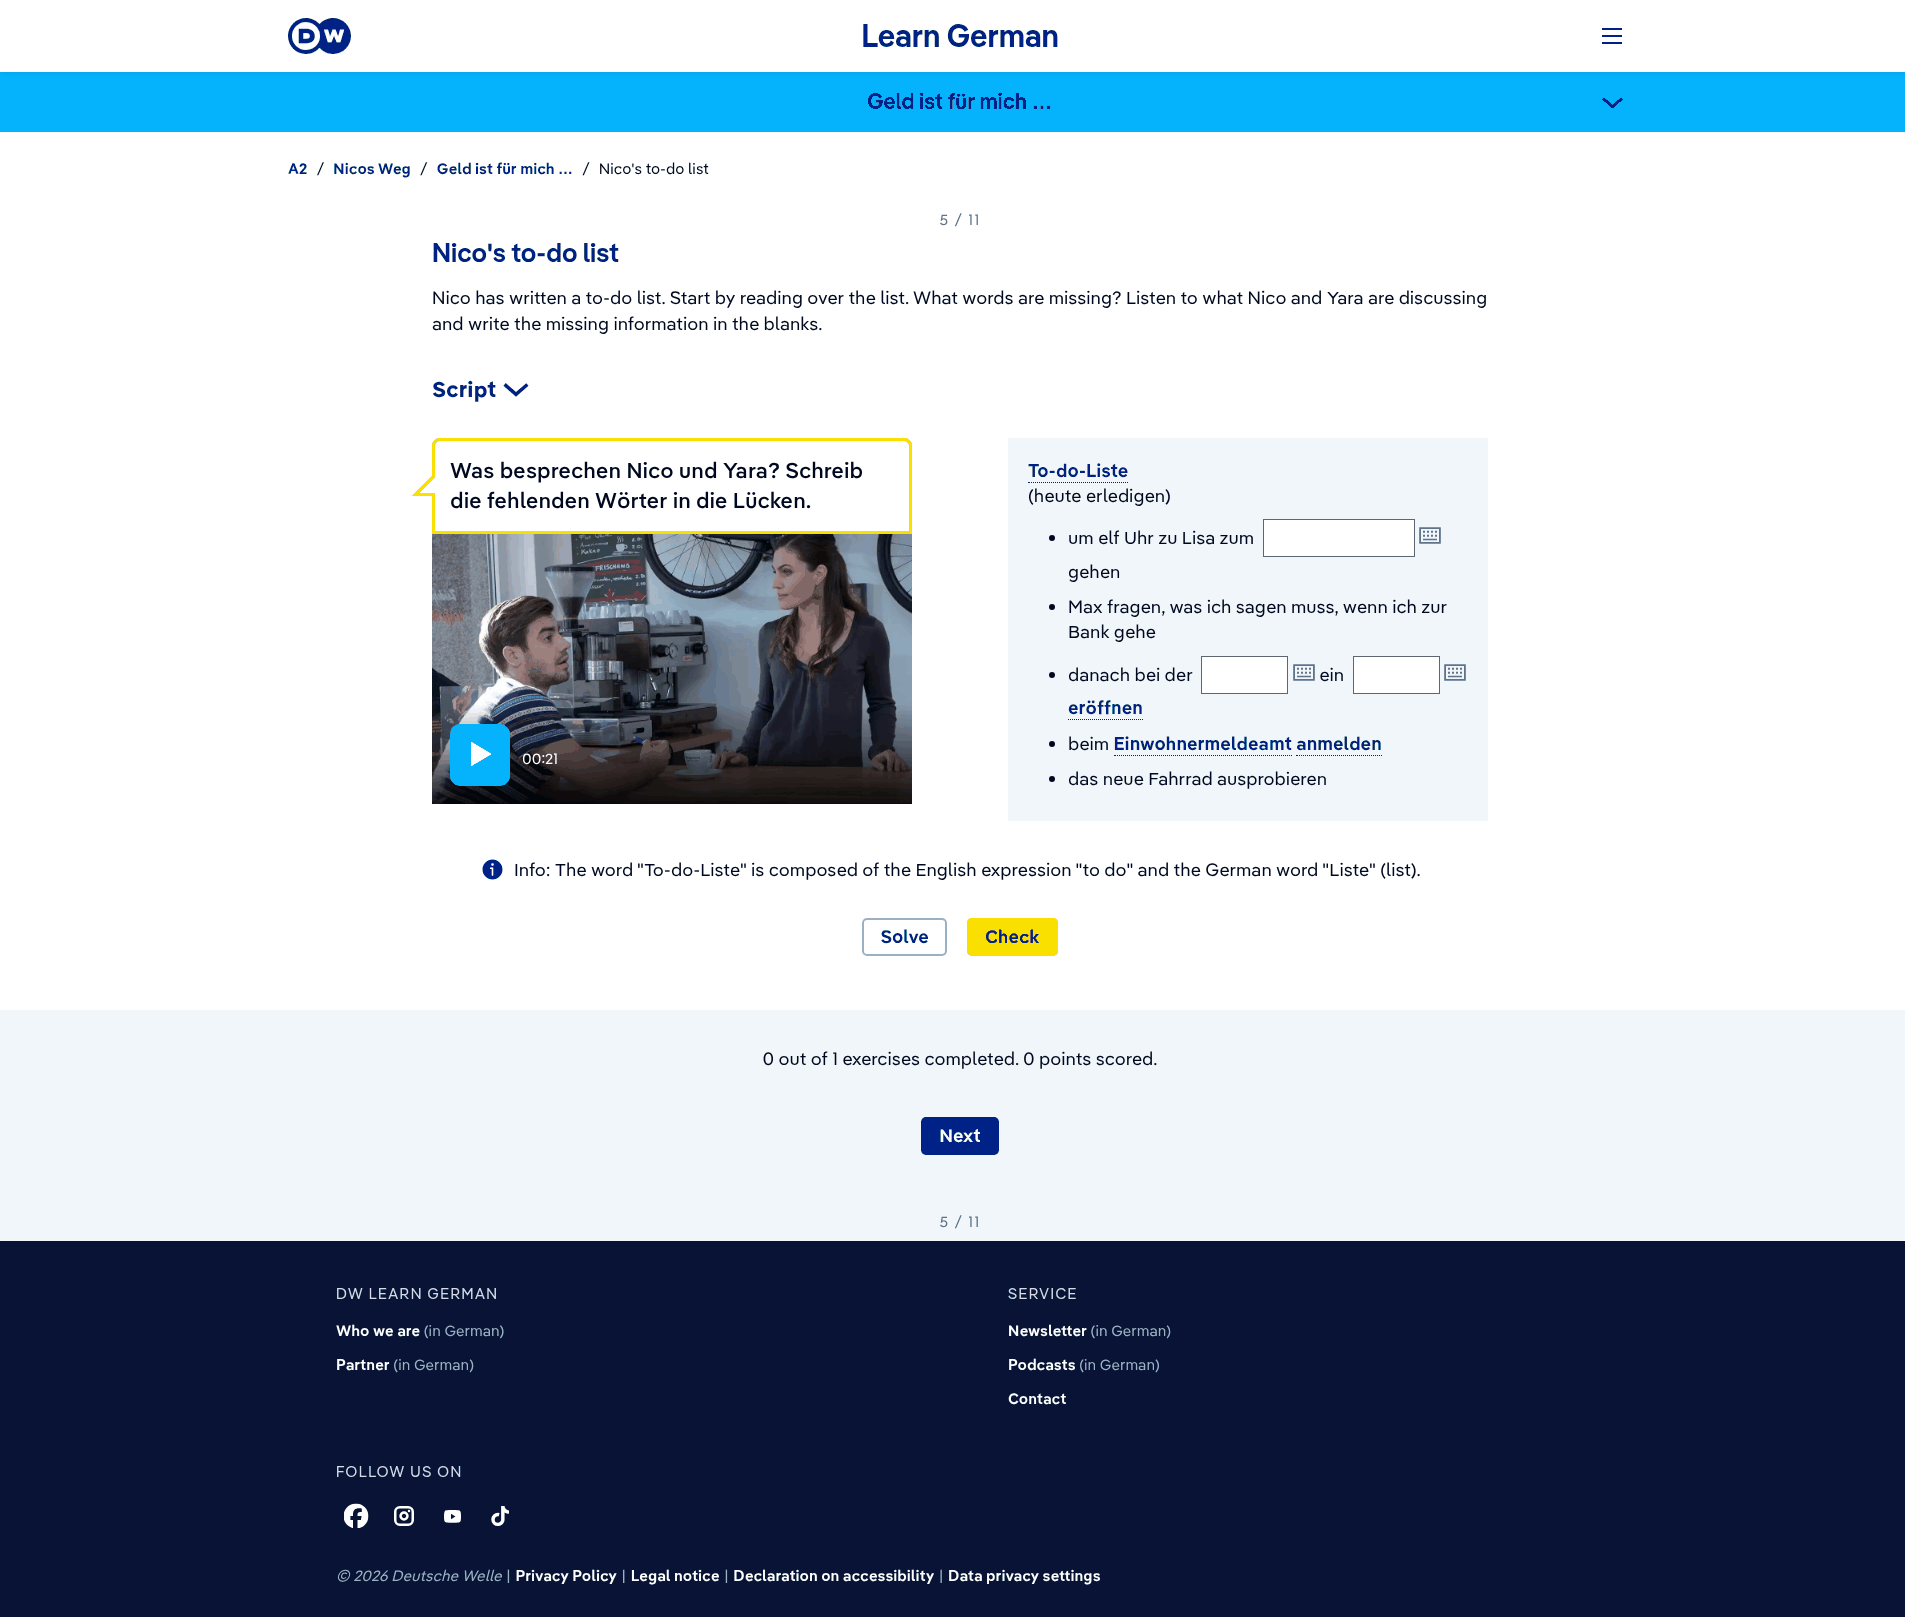 DW
Learn German
Geld ist für mich …
A2 / Nicos Weg / Geld ist für mich … / Nico's to-do list
5 / 11
Nico's to-do list
Nico has written a to-do list. Start by reading over the list. What words are missing? Listen to what Nico and Yara are discussing
and write the missing information in the blanks.
Script
Was besprechen Nico und Yara? Schreib
die fehlenden Wörter in die Lücken.
ERFRISCHUNG
00:21
To-do-Liste
(heute erledigen)
um elf Uhr zu Lisa zum
gehen
Max fragen, was ich sagen muss, wenn ich zur
Bank gehe
danach bei der ein
eröffnen
beim Einwohnermeldeamt anmelden
das neue Fahrrad ausprobieren
Info: The word "To-do-Liste" is composed of the English expression "to do" and the German word "Liste" (list).
Solve Check
0 out of 1 exercises completed. 0 points scored.
Next
5 / 11
DW LEARN GERMAN
Who we are (in German)
Partner (in German)
SERVICE
Newsletter (in German)
Podcasts (in German)
Contact
FOLLOW US ON
© 2026 Deutsche Welle | Privacy Policy | Legal notice | Declaration on accessibility | Data privacy settings